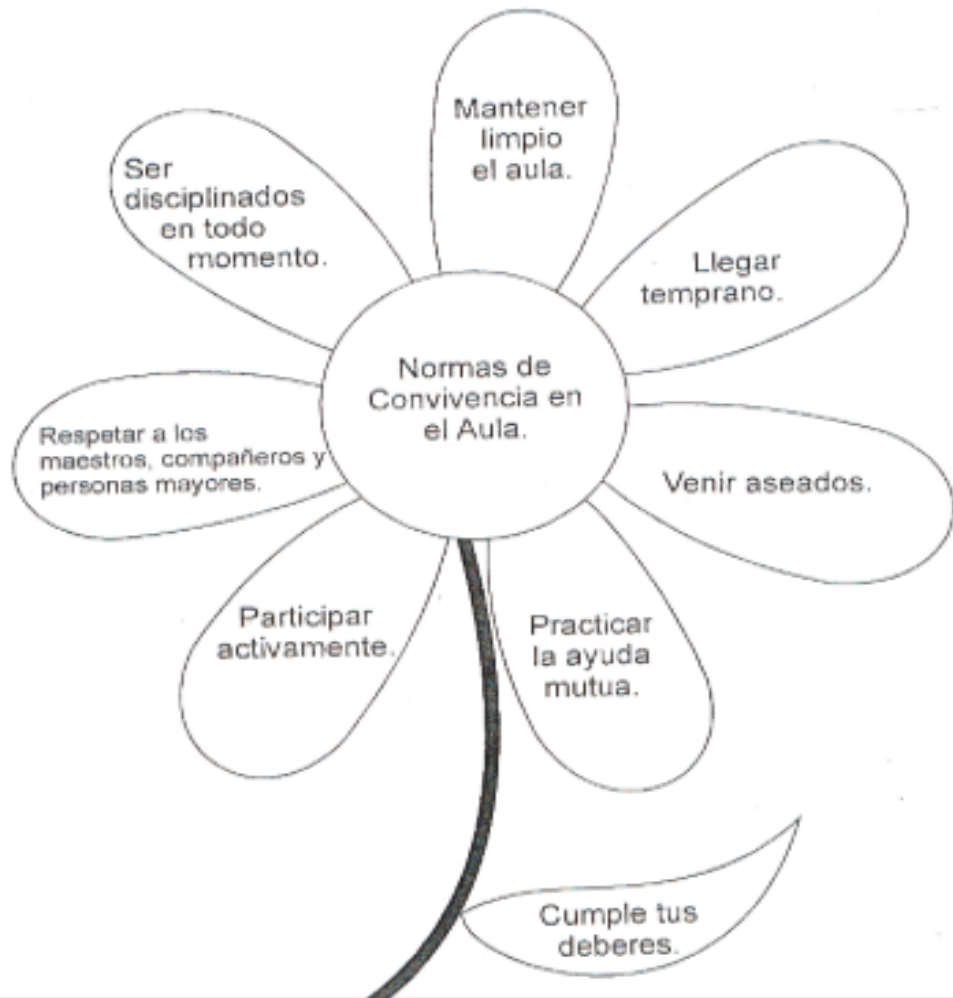 Mantener
limpio
el aula.
Ser
disciplinados
en todo
momento.
Llegar
temprano.
Normas de
Convivencia en
el Aula.
Respetar a los
maestros, compañeros y
personas mayores.
Venir aseados.
Participar
activamente.
Practicar
la ayuda
mutua.
Cumple tus
deberes.